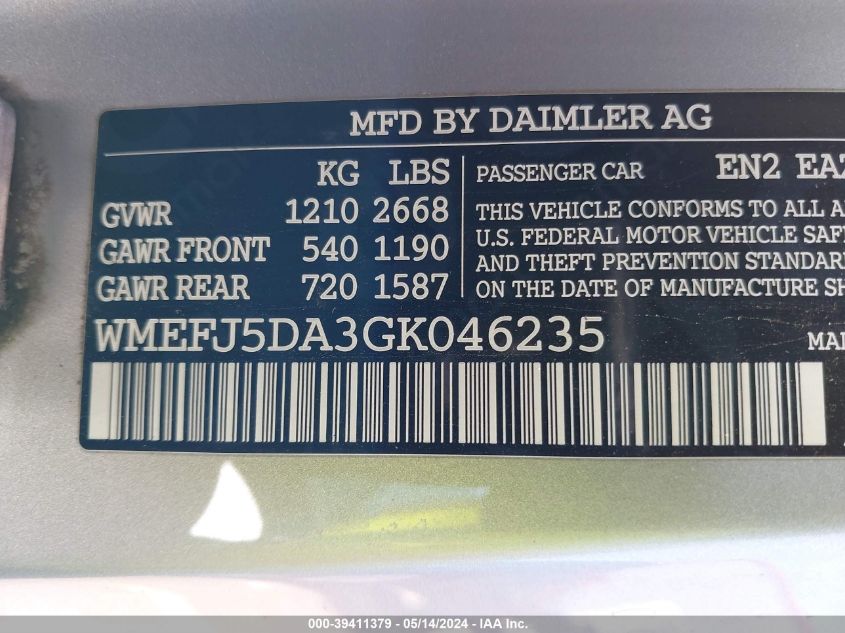 MFD BY DAIMLER AG
KG LBS
GVWR 1210 2668
GAWR FRONT 540 1190
GAWR REAR 720 1587
PASSENGER CAR EN2
THIS VEHICLE CONFORMS TO ALL
U.S. FEDERAL MOTOR VEHICLE
AND THEFT PREVENTION
ON THE DATE OF MANUFACTURE
WMEFJ5DA3GK046235
000-39411379 - 05/14/2024 - IAA Inc.